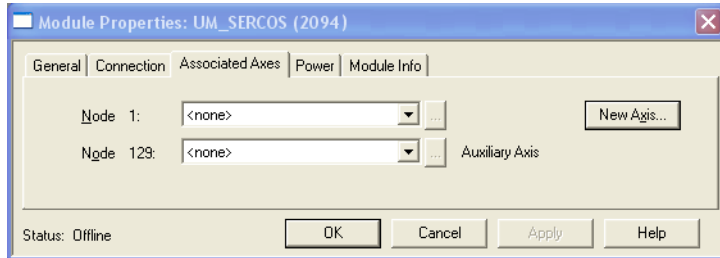 Module Properties: UM_SERCOS (2094)
General Connection Associated Axes Power Module Info
Node 1: <none> ... New Axis...
Node 129: <none> ... Auxiliary Axis
Status: Offline OK Cancel Apply Help